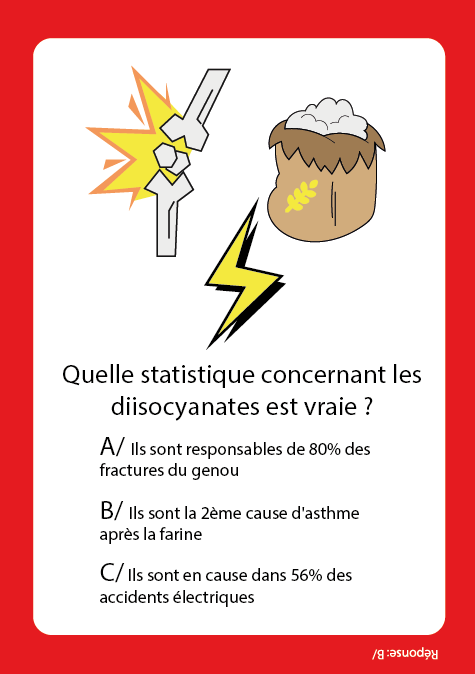 Quelle statistique concernant les
diisocyanates est vraie ?
A/ Ils sont responsables de 80% des
fractures du genou
B/ Ils sont la 2ème cause d'asthme
après la farine
C/ Ils sont en cause dans 56% des
accidents électriques
Réponse: B/